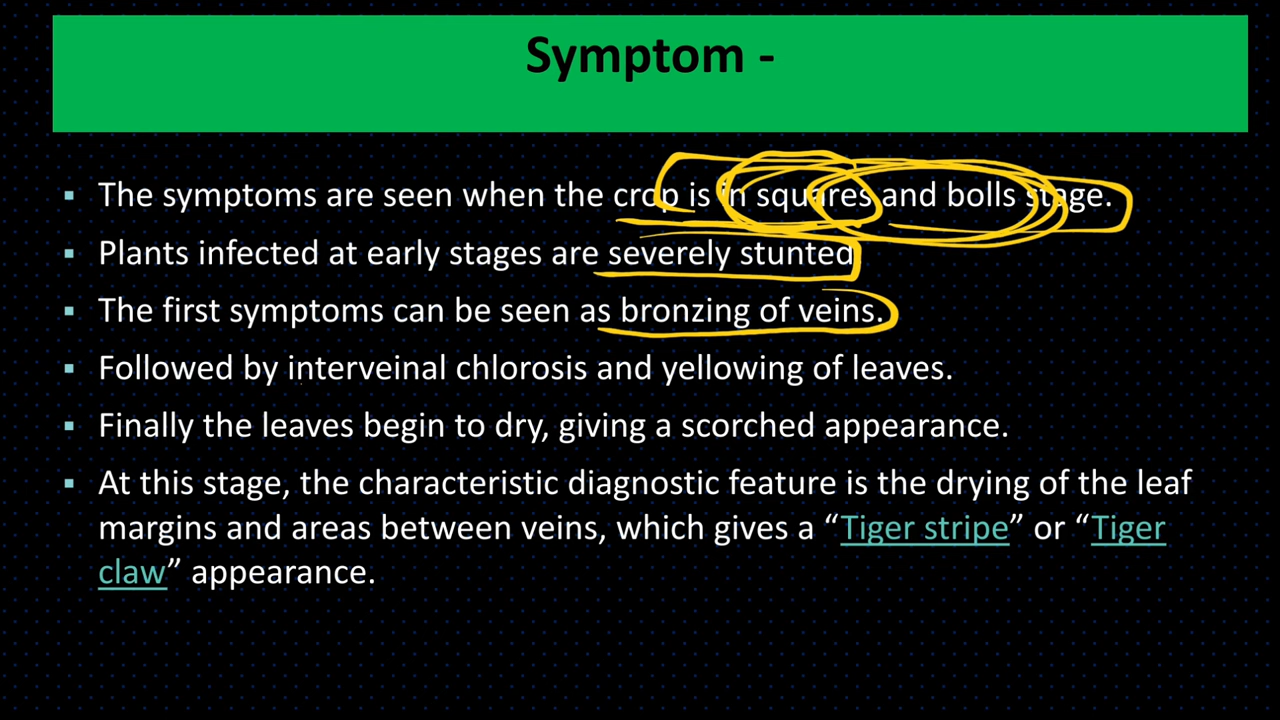 Symptom -
▪ The symptoms are seen when the crop is in squares and bolls stage.
▪ Plants infected at early stages are severely stunted.
▪ The first symptoms can be seen as bronzing of veins.
▪ Followed by interveinal chlorosis and yellowing of leaves.
▪ Finally the leaves begin to dry, giving a scorched appearance.
▪ At this stage, the characteristic diagnostic feature is the drying of the leaf
margins and areas between veins, which gives a “Tiger stripe” or “Tiger
claw” appearance.